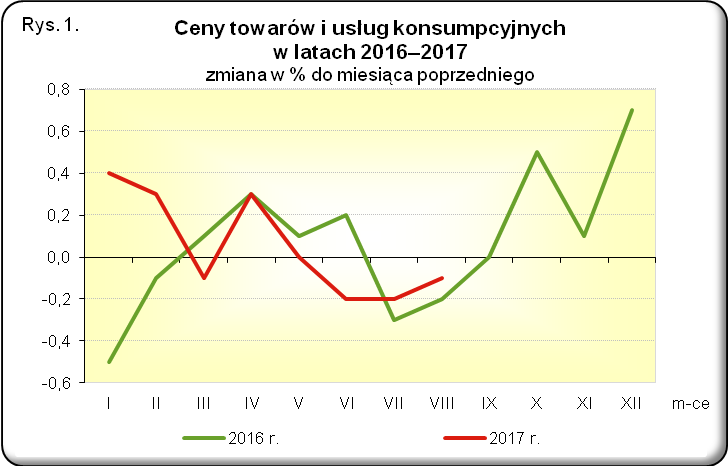 Rys. 1.
Ceny towarów i usług konsumpcyjnych
w latach 2016–2017
zmiana w % do miesiąca poprzedniego
0,8
0,6
0,4
0,2
0,0
-0,2
-0,4
-0,6
I II III IV V VI VII VIII IX X XI XII m-ce
2016 r. 2017 r.